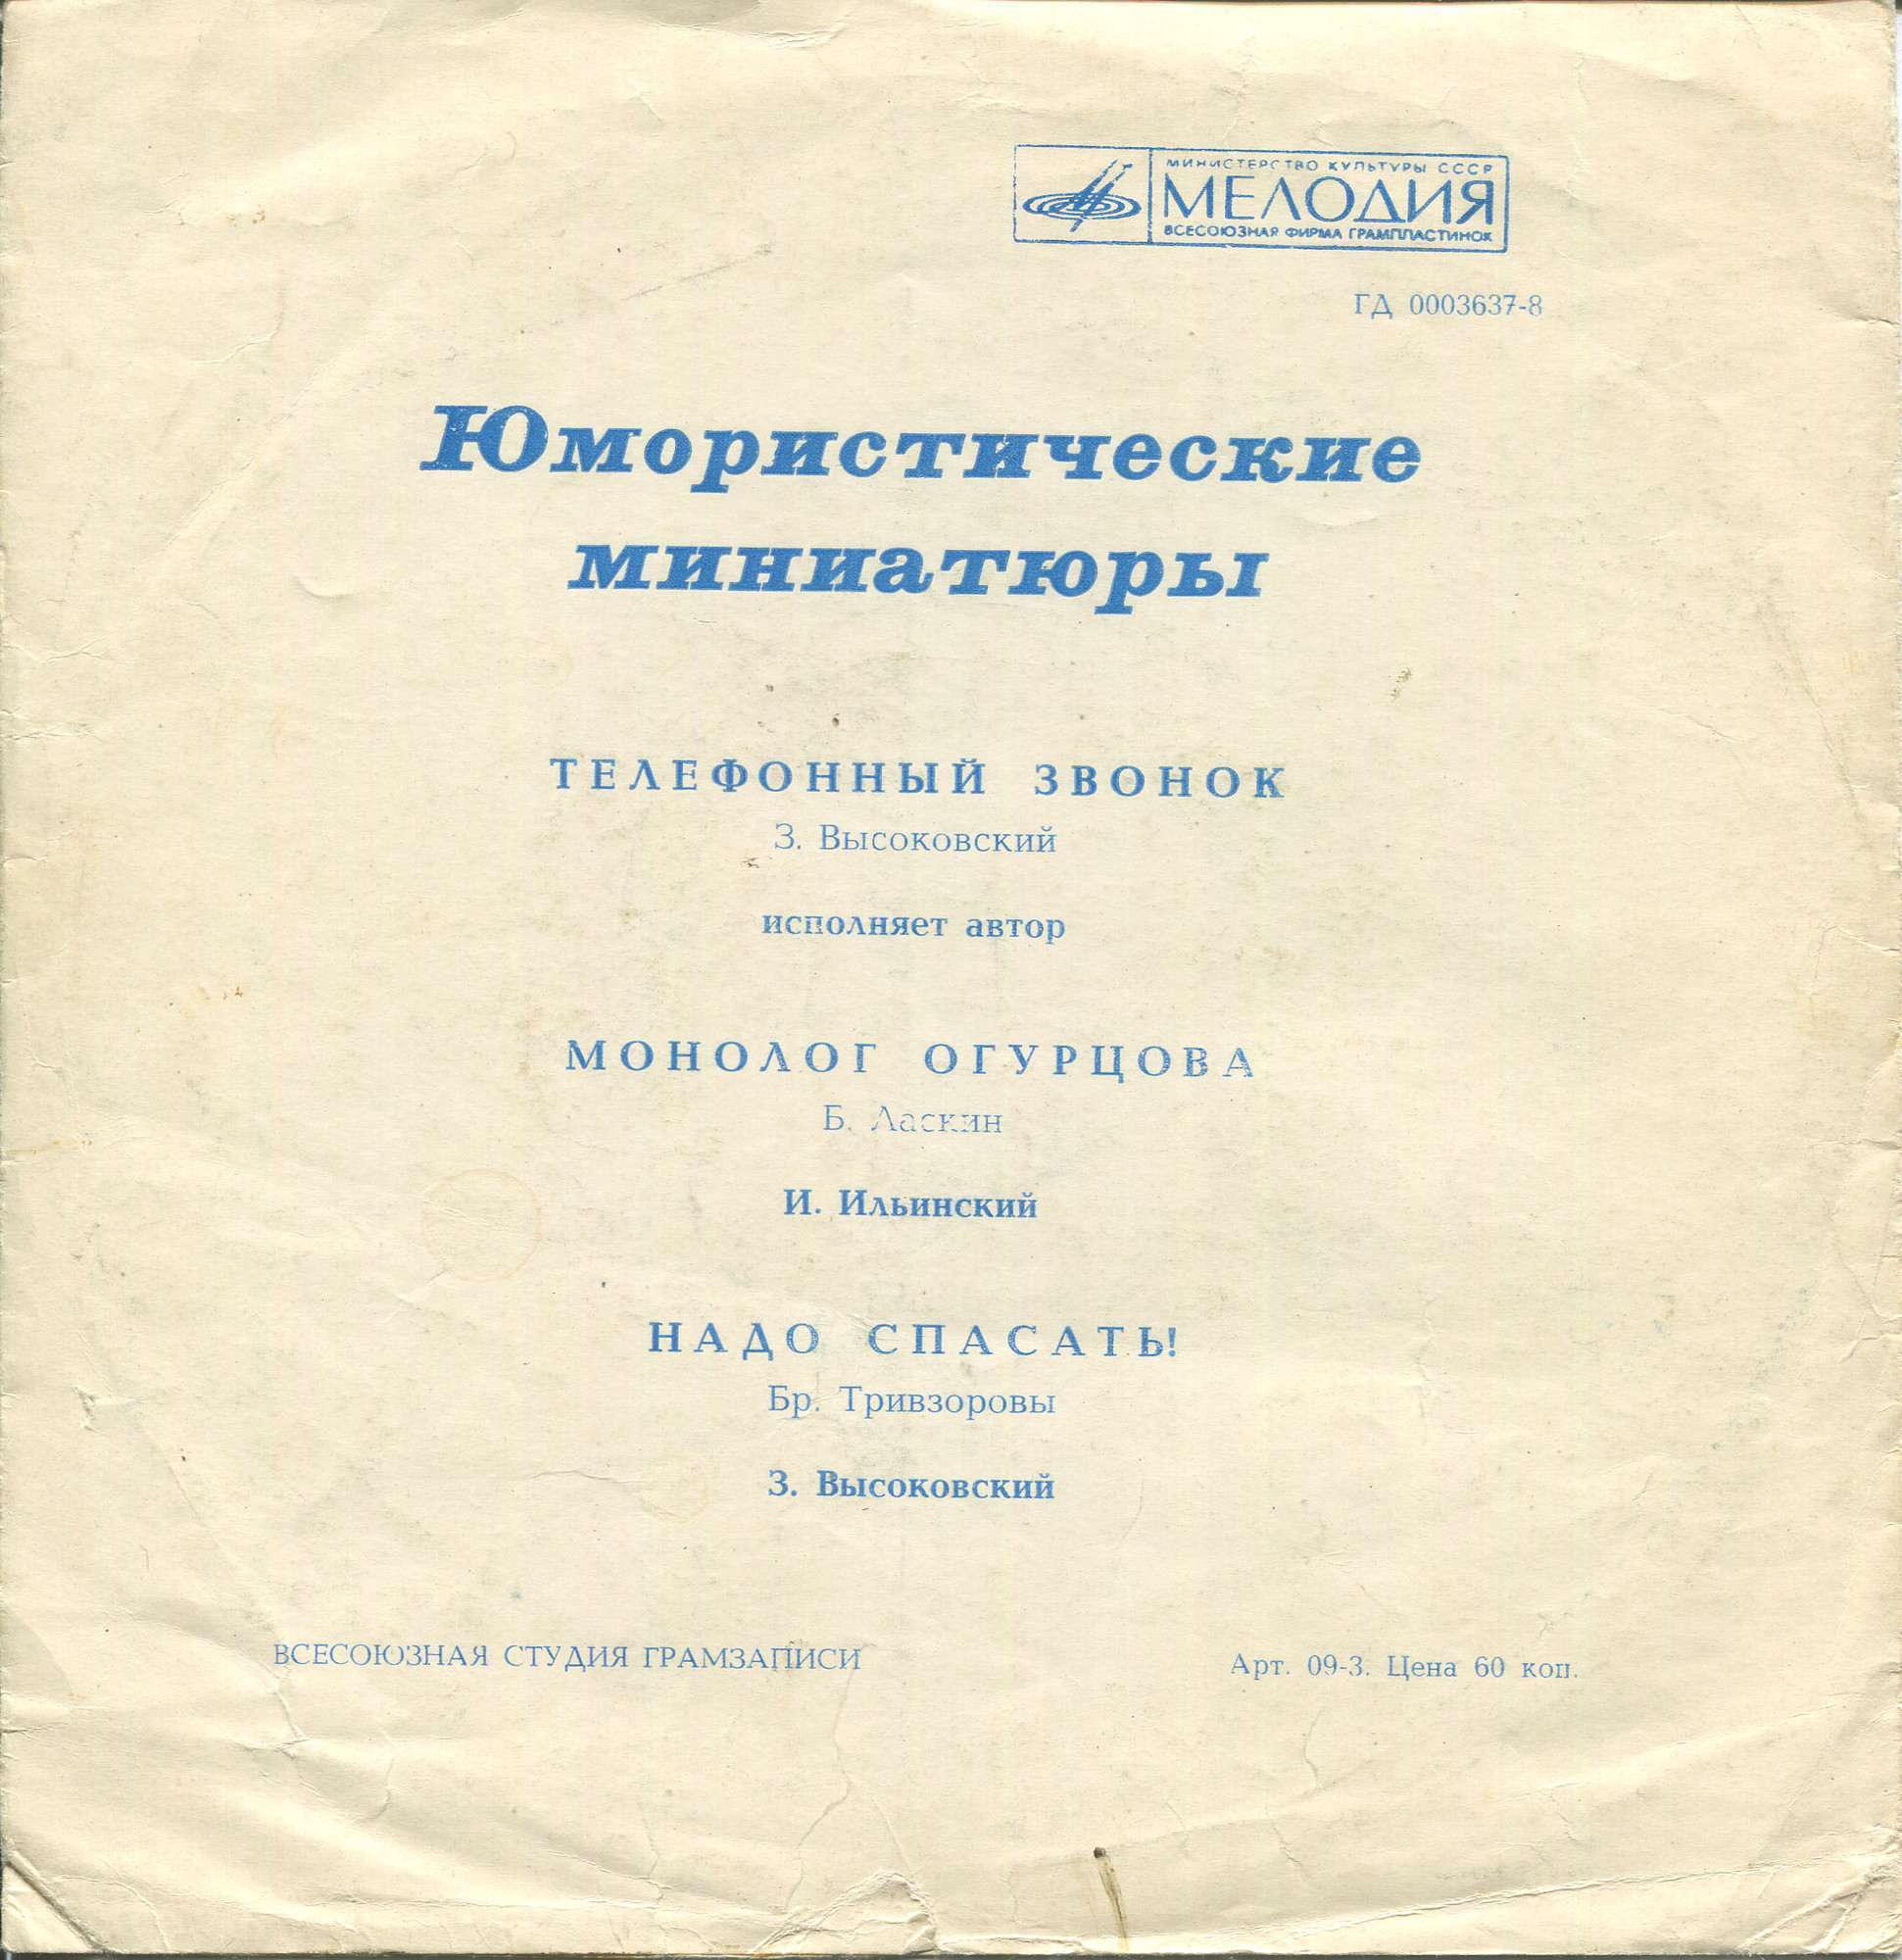 МИНИСТЕРСТВО КУЛЬТУРЫ СССР
МЕЛОДИЯ
ВСЕСОЮЗНАЯ ФИРМА ГРАМПЛАСТИНОК
ГД 0003637-8
Юмористические
миниатюры
ТЕЛЕФОННЫЙ ЗВОНОК
З. Высоковский
исполняет автор
МОНОЛОГ ОГУРЦОВА
Б. Ласкин
И. Ильинский
НАДО СПАСАТЬ!
Бр. Тривзоровы
З. Высоковский
ВСЕСОЮЗНАЯ СТУДИЯ ГРАМЗАПИСИ
Арт. 09-3. Цена 60 коп.